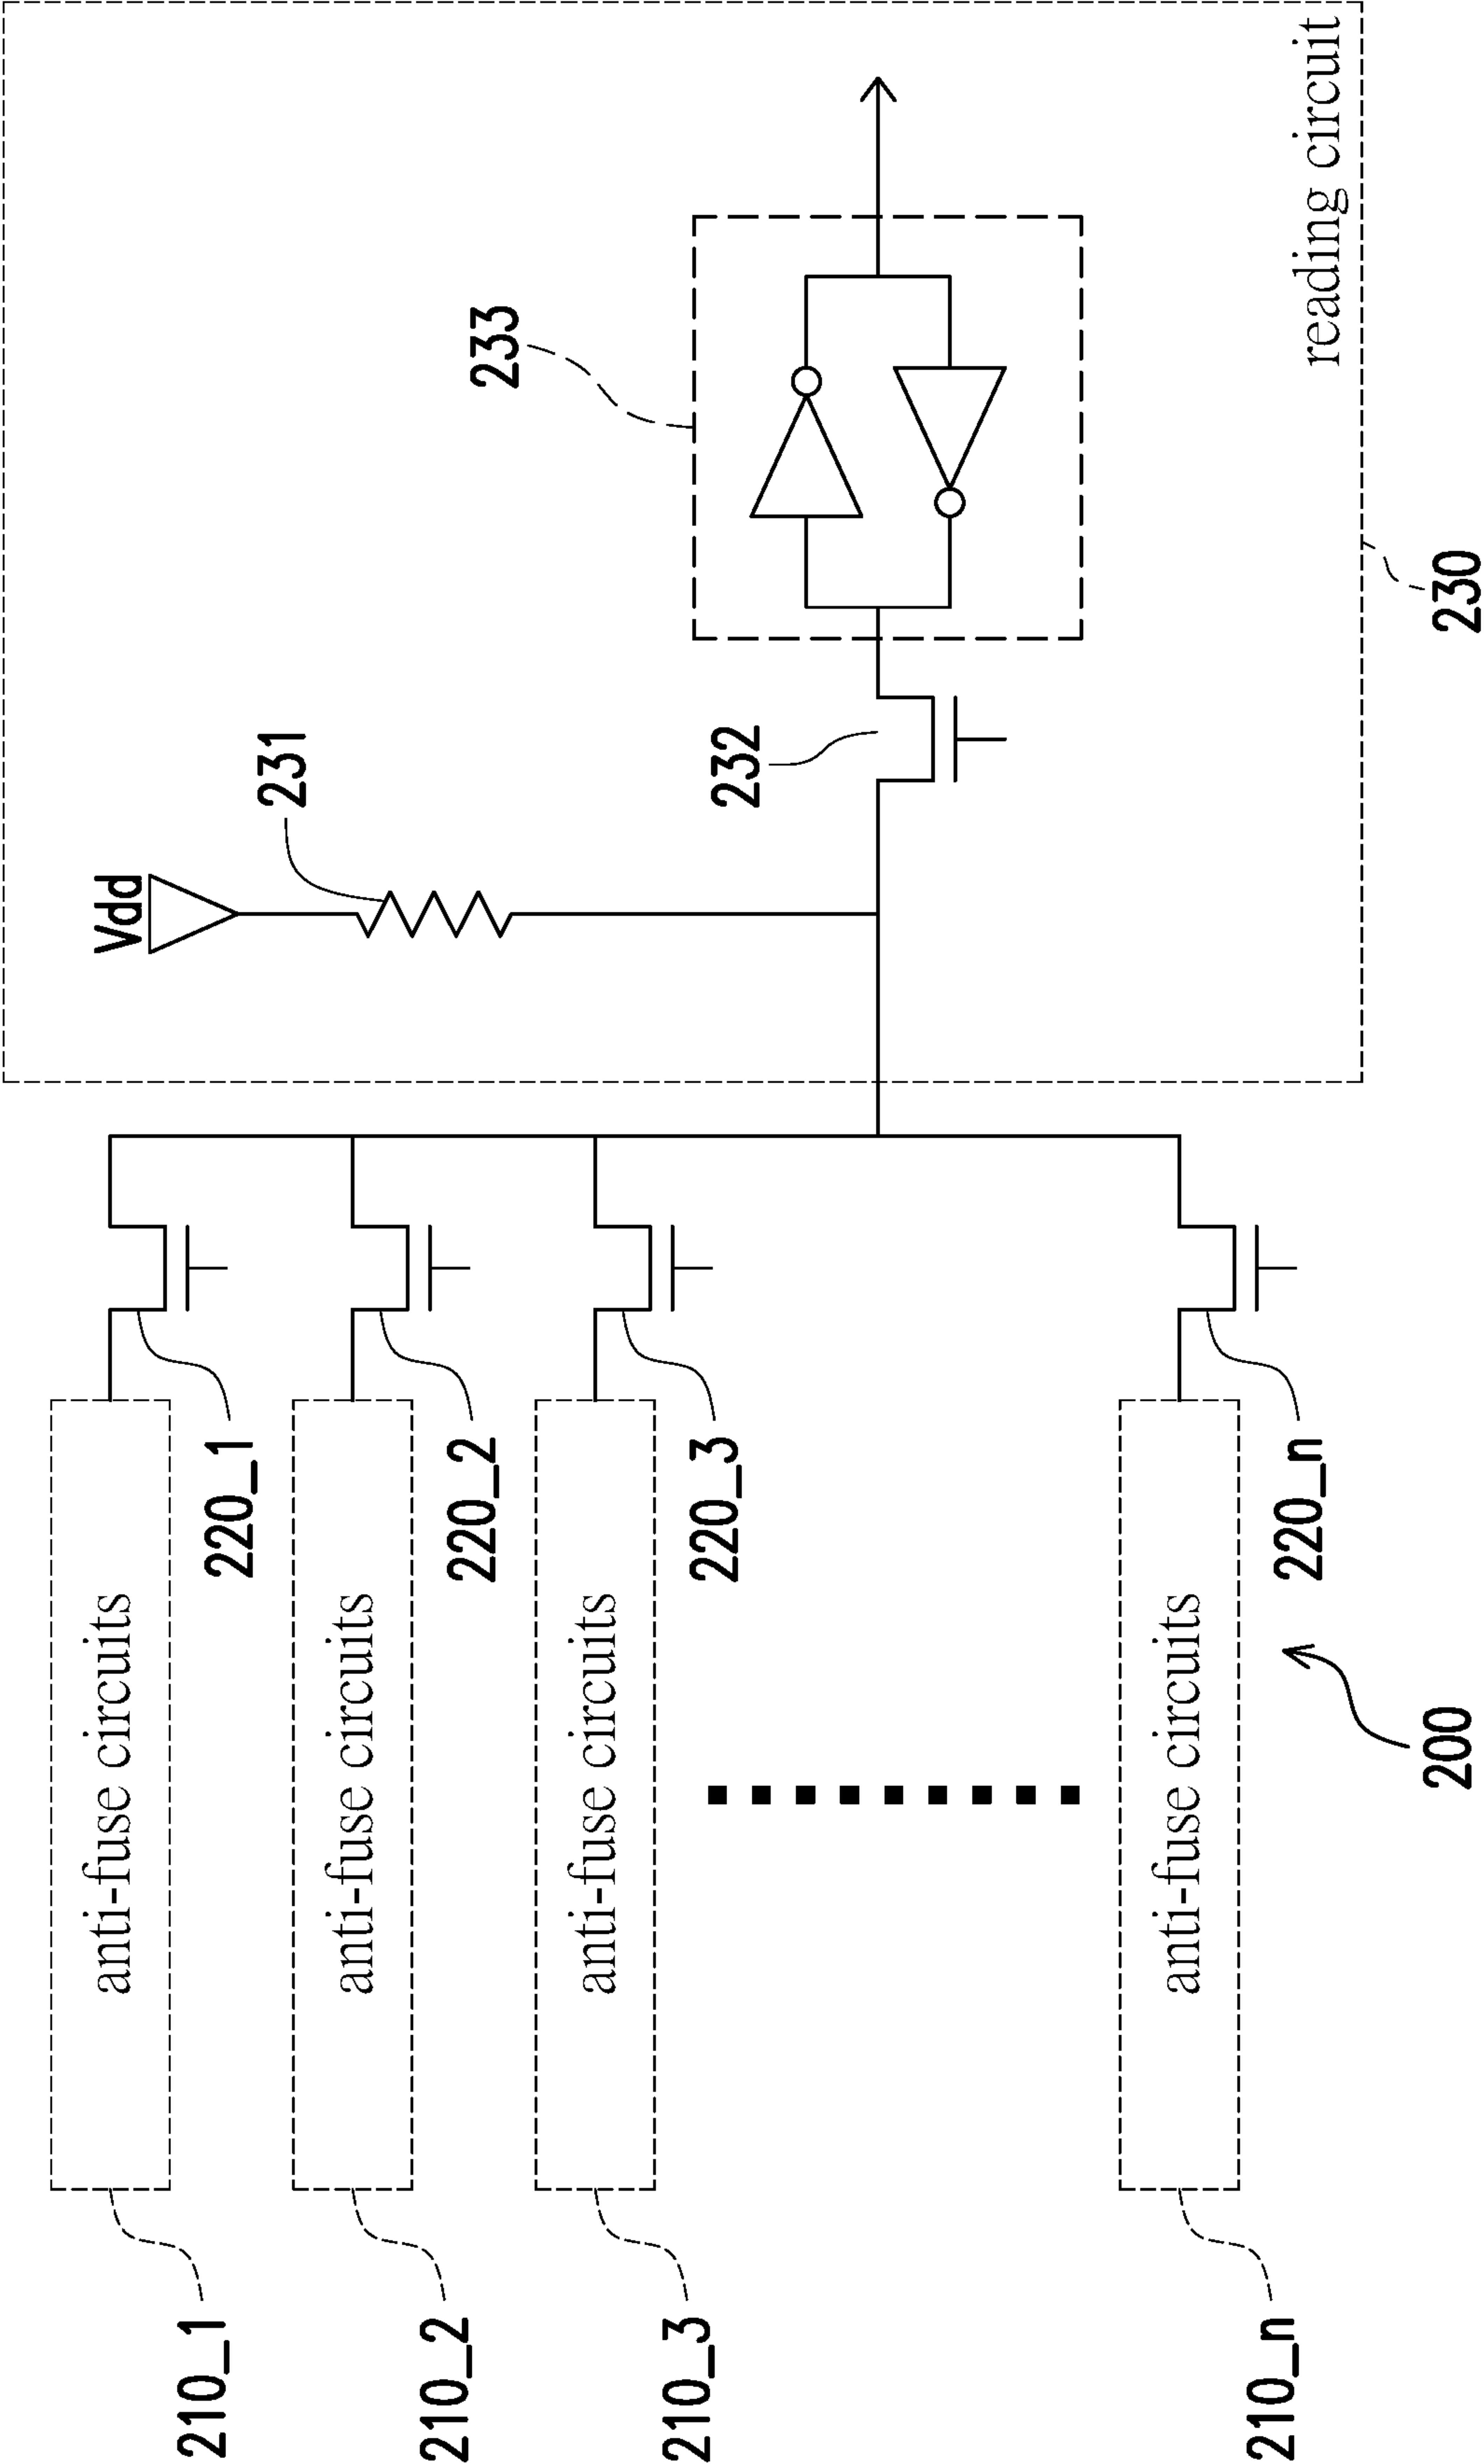 210_1
anti-fuse circuits
220_1
210_2
anti-fuse circuits
220_2
210_3
anti-fuse circuits
220_3
210_n
anti-fuse circuits
220_n
200
Vdd
231
232
233
reading circuit
230